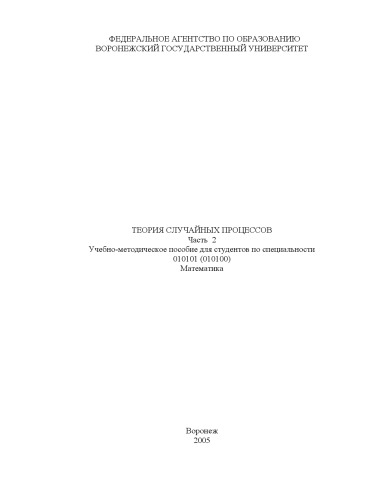 ФЕДЕРАЛЬНОЕ АГЕНТСТВО ПО ОБРАЗОВАНИЮ
ВОРОНЕЖСКИЙ ГОСУДАРСТВЕННЫЙ УНИВЕРСИТЕТ
ТЕОРИЯ СЛУЧАЙНЫХ ПРОЦЕССОВ
Часть 2
Учебно-методическое пособие для студентов по специальности
010101 (010100)
Математика
Воронеж
2005